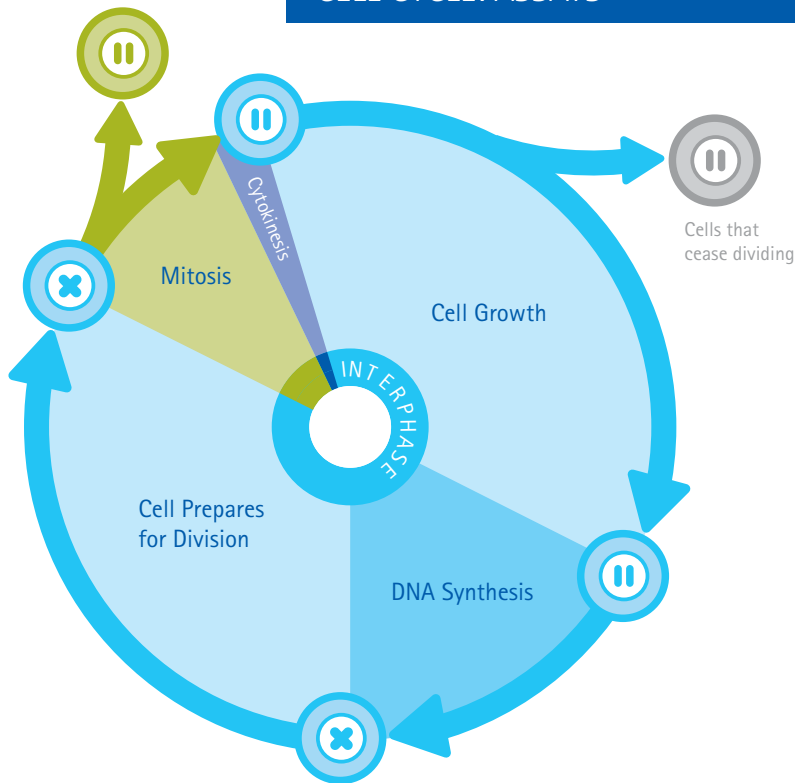 Cells that
cease dividing
Cytokinesis
Mitosis
Cell Growth
INTERPHASE
Cell Prepares
for Division
DNA Synthesis